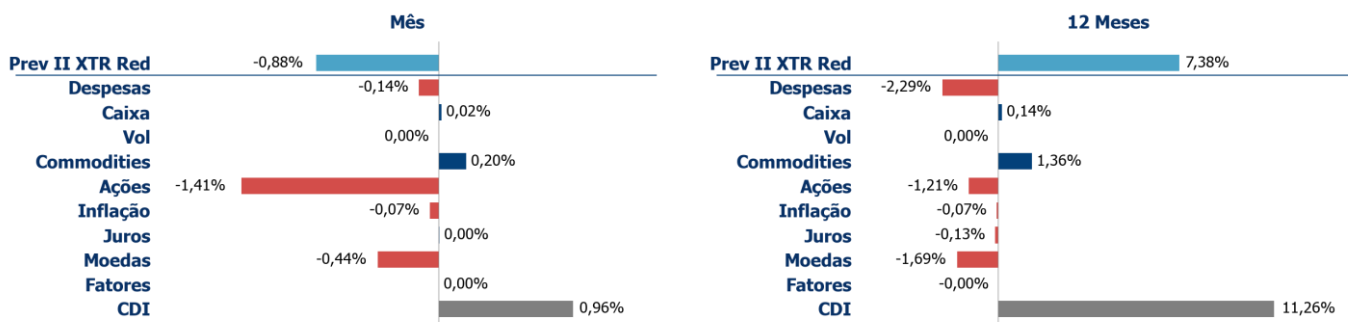 Mês
Prev II XTR Red -0,88%
Despesas -0,14%
Caixa 0,02%
Vol 0,00%
Commodities 0,20%
Ações -1,41%
Inflação -0,07%
Juros 0,00%
Moedas -0,44%
Fatores 0,00%
CDI 0,96%
12 Meses
Prev II XTR Red 7,38%
Despesas -2,29%
Caixa 0,14%
Vol 0,00%
Commodities 1,36%
Ações -1,21%
Inflação -0,07%
Juros -0,13%
Moedas -1,69%
Fatores -0,00%
CDI 11,26%